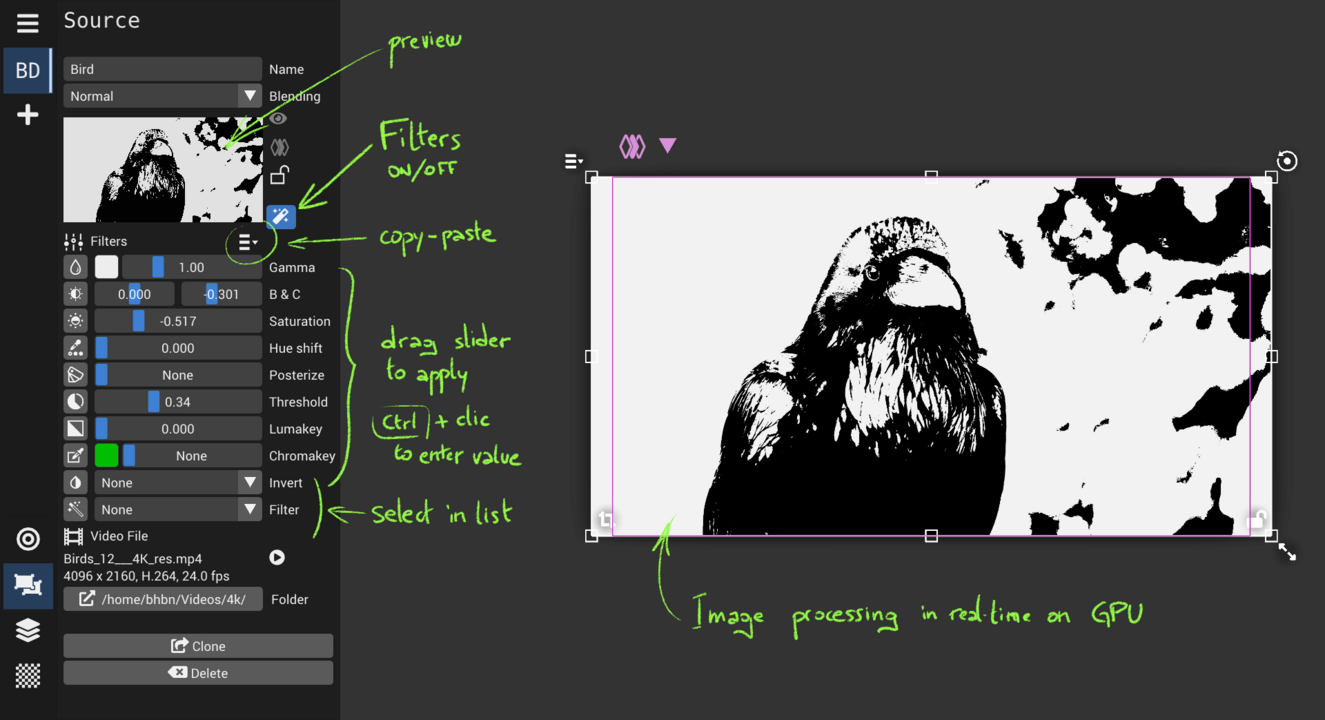 Source
BD
Bird
Name
Normal
Blending
preview
Filters
ON/OFF
copy-paste
Filters
1.00
Gamma
0.000
-0.301
B & C
-0.517
Saturation
0.000
Hue shift
None
Posterize
0.34
Threshold
0.000
Lumakey
None
Chromakey
None
Invert
None
Filter
drag slider
to apply
Ctrl + clic
to enter value
select in list
Video File
Birds_12___4K_res.mp4
4096 x 2160, H.264, 24.0 fps
/home/bhbn/Videos/4k/
Folder
Clone
Delete
Image processing in real-time on GPU